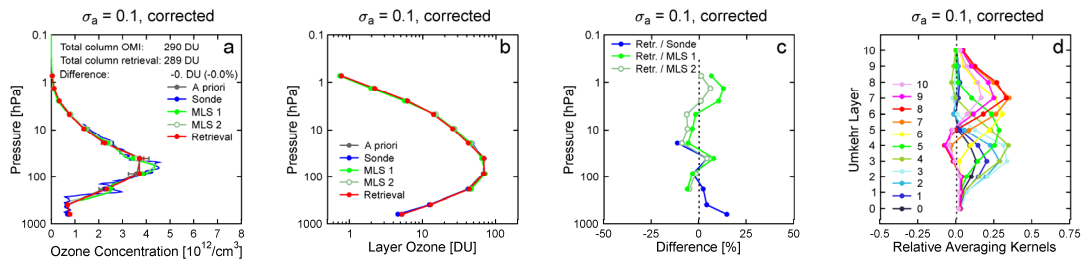 σa = 0.1, corrected
a
Total column OMI: 290 DU
Total column retrieval: 289 DU
Difference: -0. DU (-0.0%)
A priori
Sonde
MLS 1
MLS 2
Retrieval
Pressure [hPa]
0.1
1
10
100
1000
0 2 4 6 8
Ozone Concentration [10^12/cm^3]
σa = 0.1, corrected
b
A priori
Sonde
MLS 1
MLS 2
Retrieval
Pressure [hPa]
0.1
1
10
100
1000
1 10 100
Layer Ozone [DU]
σa = 0.1, corrected
c
Retr. / Sonde
Retr. / MLS 1
Retr. / MLS 2
Pressure [hPa]
0.1
1
10
100
1000
-50 -25 0 25 50
Difference [%]
σa = 0.1, corrected
d
10
9
8
7
6
5
4
3
2
1
0
Umkehr Layer
10
9
8
7
6
5
4
3
2
1
0
-0.5 -0.25 0.0 0.25 0.5 0.75
Relative Averaging Kernels